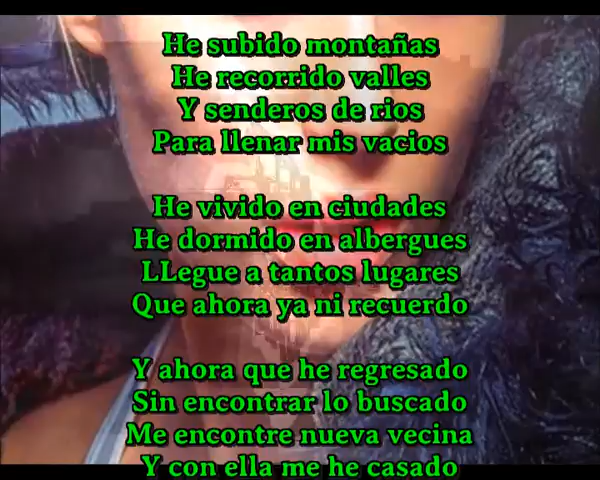 He subido montañas
He recorrido valles
Y senderos de rios
Para llenar mis vacios
He vivido en ciudades
He dormido en albergues
LLegue a tantos lugares
Que ahora ya ni recuerdo
Y ahora que he regresado
Sin encontrar lo buscado
Me encontre nueva vecina
Y con ella me he casado